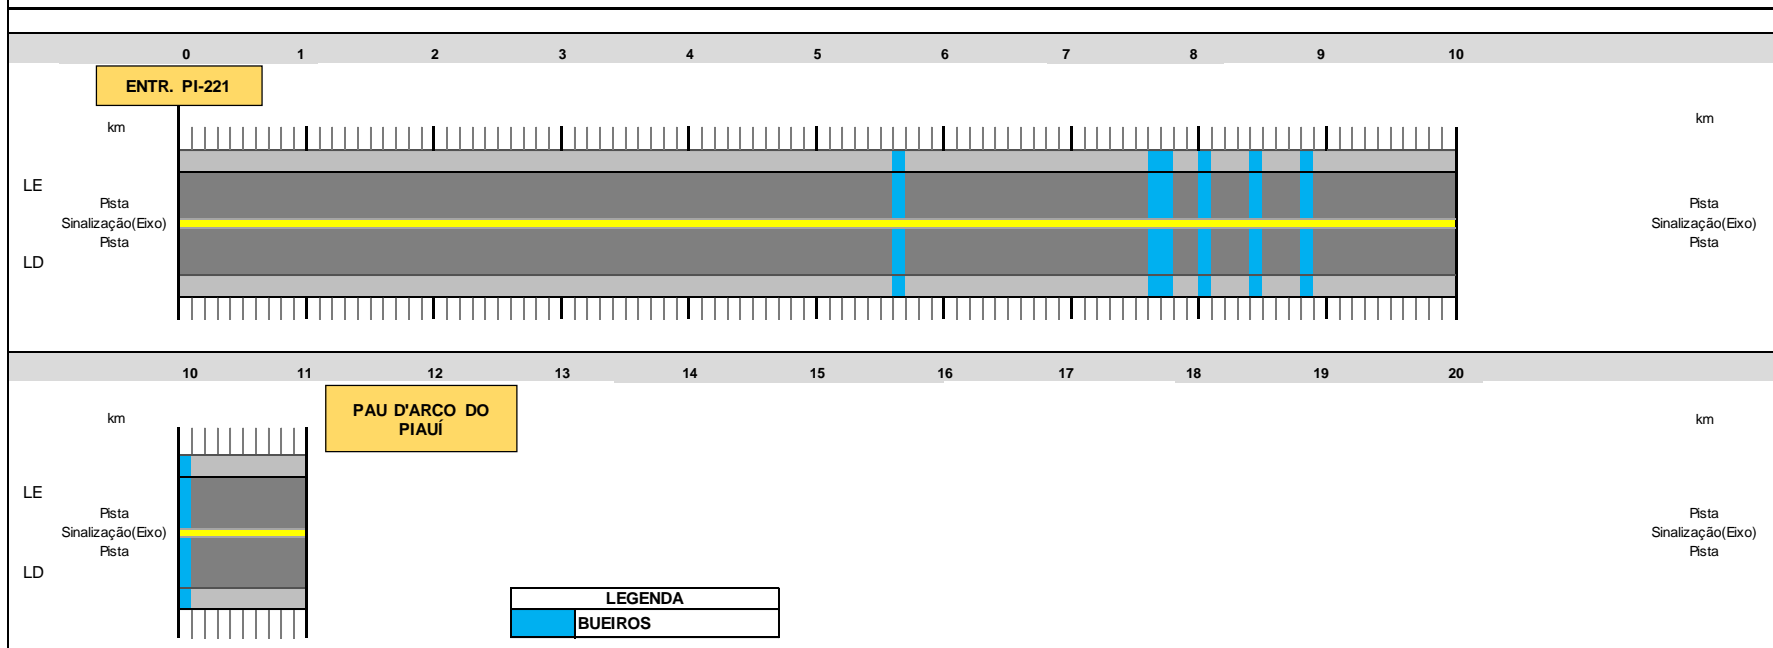 0 1 2 3 4 5 6 7 8 9 10
ENTR. PI-221
km km
LE
Pista Pista
Sinalização(Eixo) Sinalização(Eixo)
Pista Pista
LD
10 11 12 13 14 15 16 17 18 19 20
PAU D'ARCO DO
PIAUÍ
km km
LE
Pista Pista
Sinalização(Eixo) Sinalização(Eixo)
Pista Pista
LD
LEGENDA
BUEIROS